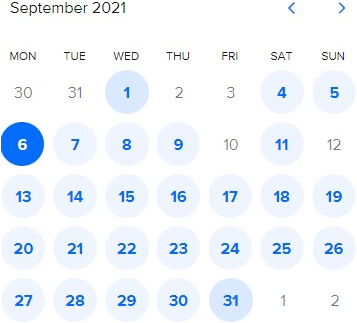 September 2021
MON TUE WED THU FRI SAT SUN
30 31 1 2 3 4 5
6 7 8 9 10 11 12
13 14 15 16 17 18 19
20 21 22 23 24 25 26
27 28 29 30 31 1 2